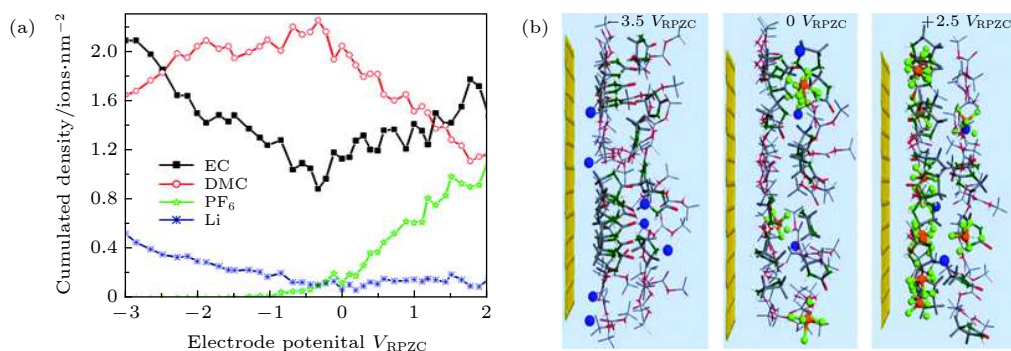 (a)
2.0
1.6
1.2
0.8
0.4
0
Cumulated density/ions·nm⁻²
EC
DMC
PF₆
Li
−3 −2 −1 0 1 2
Electrode potenital V_RPZC
(b)
−3.5 V_RPZC
0 V_RPZC
+2.5 V_RPZC